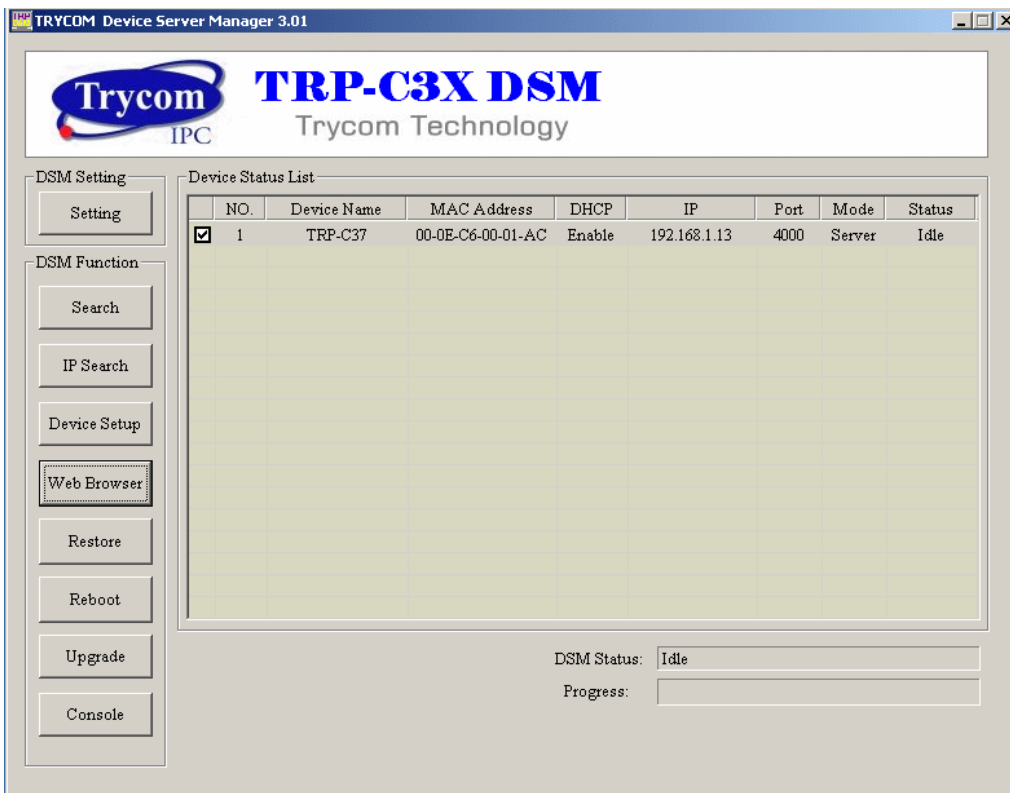 TRYCOM Device Server Manager 3.01
Trycom
IPC
TRP-C3X DSM
Trycom Technology
DSM Setting
Setting
DSM Function
Search
IP Search
Device Setup
Web Browser
Restore
Reboot
Upgrade
Console
Device Status List
NO. Device Name MAC Address DHCP IP Port Mode Status
1 TRP-C37 00-0E-C6-00-01-AC Enable 192.168.1.13 4000 Server Idle
DSM Status: Idle
Progress: